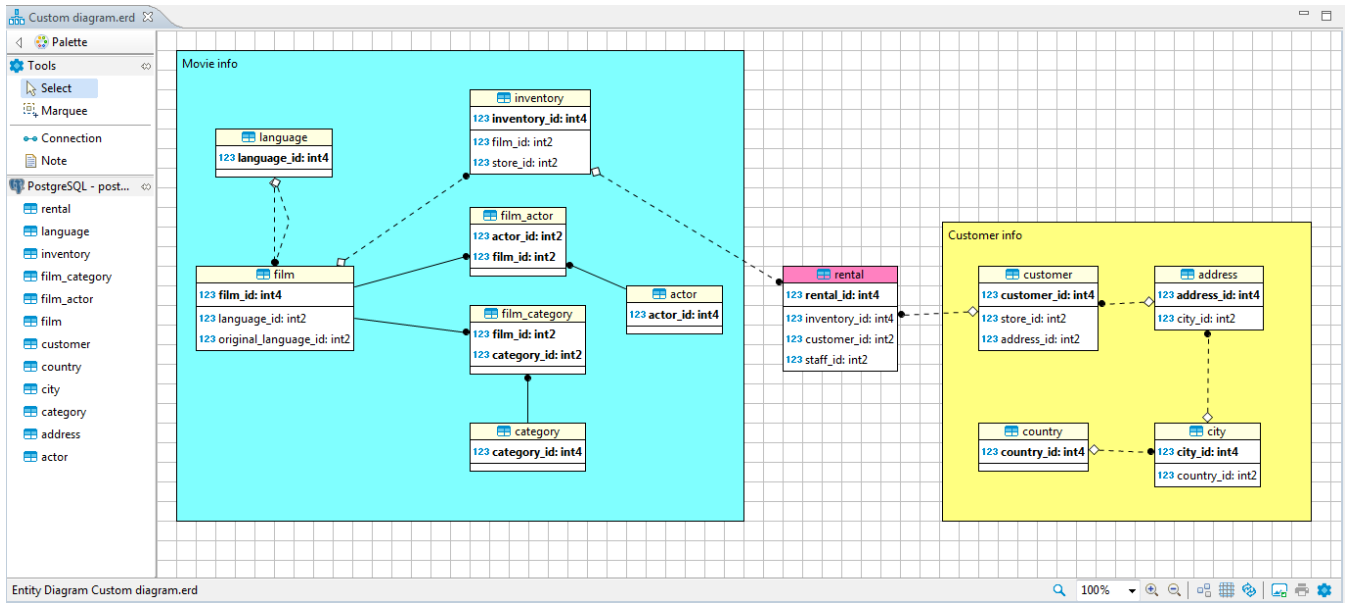 Custom diagram.erd
Palette
Tools
Select
Marquee
Connection
Note
PostgreSQL - post...
rental
language
inventory
film_category
film_actor
film
customer
country
city
category
address
actor
Movie info
language
123 language_id: int4
inventory
123 inventory_id: int4
123 film_id: int2
123 store_id: int2
film_actor
123 actor_id: int2
123 film_id: int2
film
123 film_id: int4
123 language_id: int2
123 original_language_id: int2
actor
123 actor_id: int4
film_category
123 film_id: int2
123 category_id: int2
category
123 category_id: int4
rental
123 rental_id: int4
123 inventory_id: int4
123 customer_id: int2
123 staff_id: int2
Customer info
customer
123 customer_id: int4
123 store_id: int2
123 address_id: int2
address
123 address_id: int4
123 city_id: int2
country
123 country_id: int4
city
123 city_id: int4
123 country_id: int2
Entity Diagram Custom diagram.erd
100%